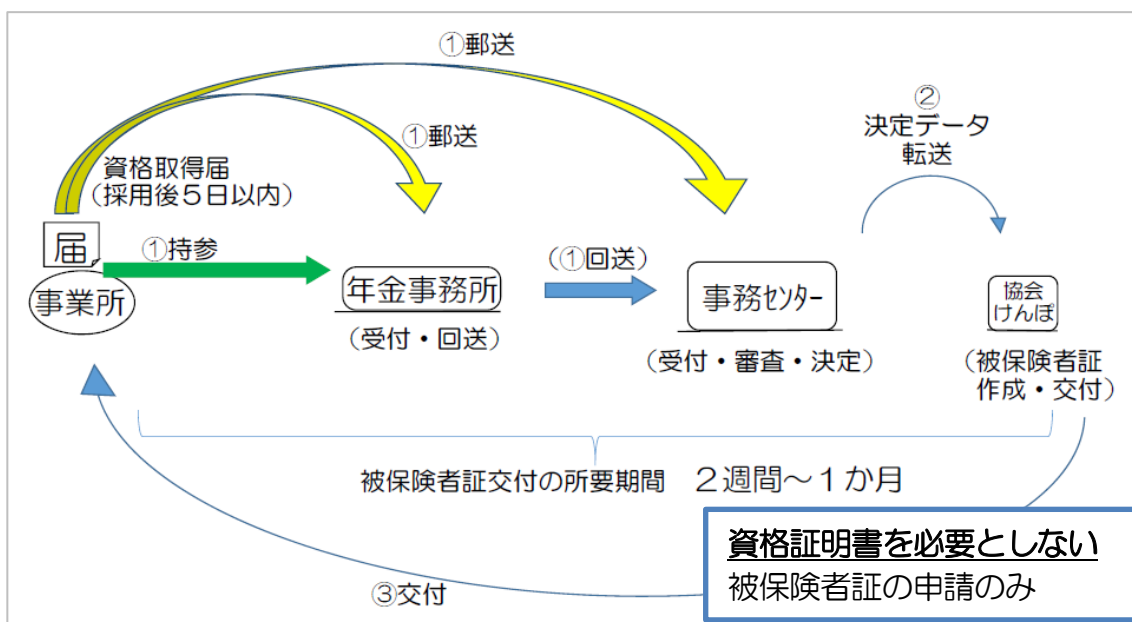 ①郵送
①郵送
②
決定データ
転送
資格取得届
（採用後５日以内）
届
①持参
（①回送）
事業所
年金事務所
事務ｾﾝﾀｰ
協会
けんぽ
（受付・回送）
（受付・審査・決定）
（被保険者証
作成・交付）
被保険者証交付の所要期間　２週間～１か月
資格証明書を必要としない
被保険者証の申請のみ
③交付